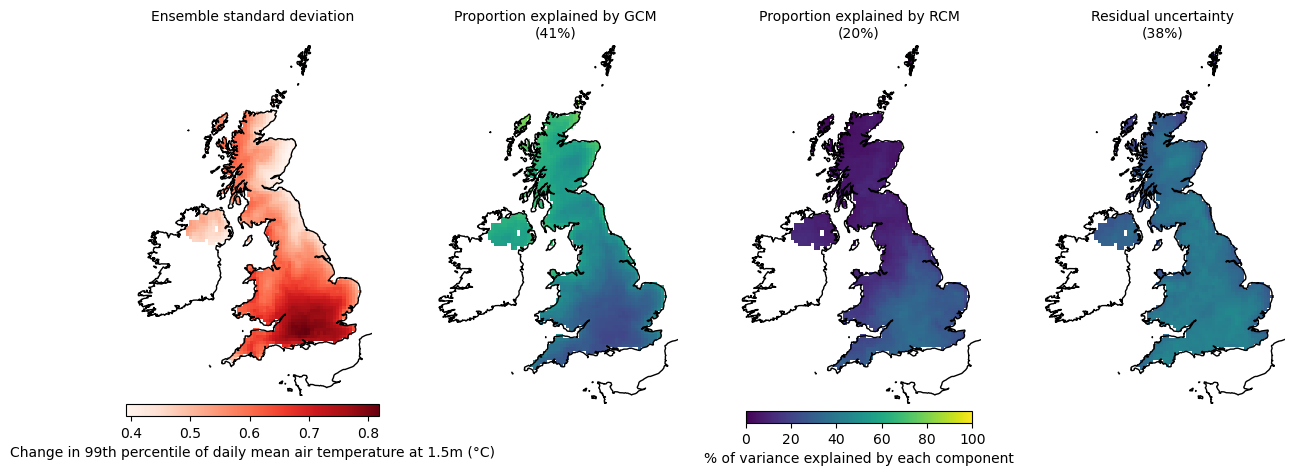 Ensemble standard deviation
Proportion explained by GCM
(41%)
Proportion explained by RCM
(20%)
Residual uncertainty
(38%)
0.4 0.5 0.6 0.7 0.8
Change in 99th percentile of daily mean air temperature at 1.5m (°C)
0 20 40 60 80 100
% of variance explained by each component